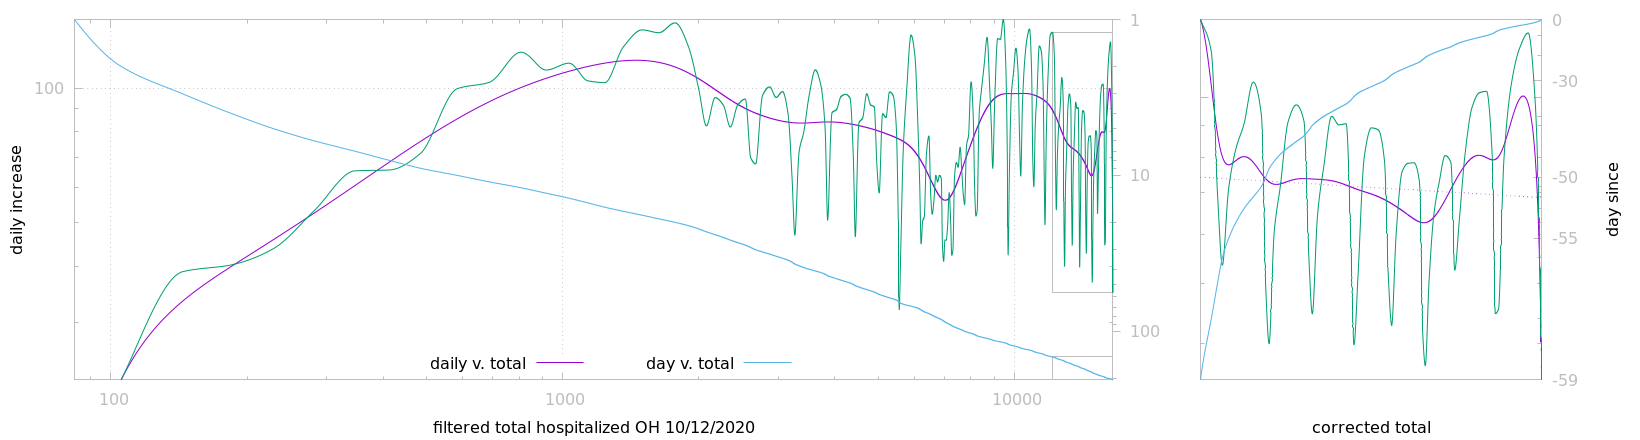 1
0
100
-30
10
-50
-55
100
-59
daily increase
day since
daily v. total
day v. total
100
1000
10000
filtered total hospitalized OH 10/12/2020
corrected total